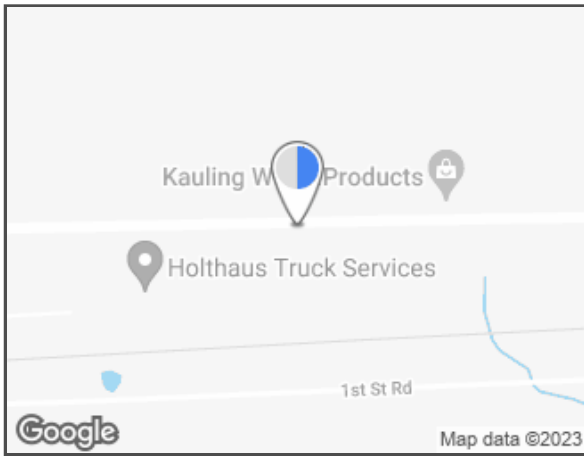 Kauling W Products
Holthaus Truck Services
1st St Rd
Google
Map data ©2023